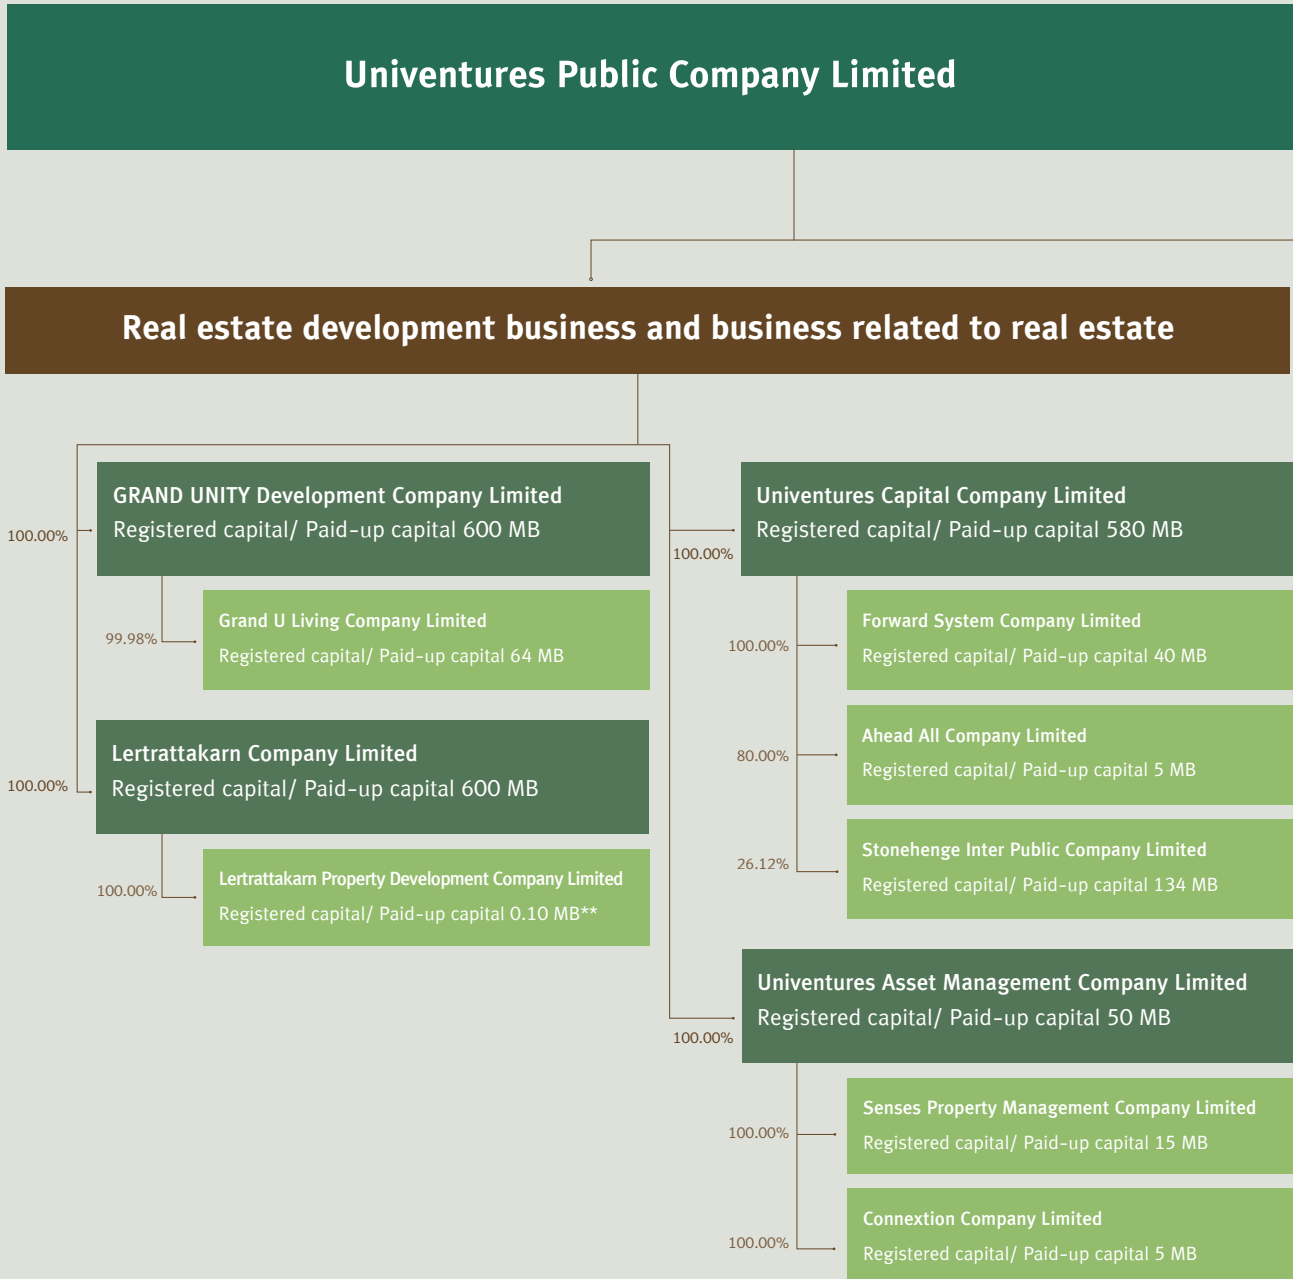 Univentures Public Company Limited
Real estate development business and business related to real estate
100.00%
GRAND UNITY Development Company Limited
Registered capital/ Paid-up capital 600 MB
99.98%
Grand U Living Company Limited
Registered capital/ Paid-up capital 64 MB
100.00%
Lertrattakarn Company Limited
Registered capital/ Paid-up capital 600 MB
100.00%
Lertrattakarn Property Development Company Limited
Registered capital/ Paid-up capital 0.10 MB**
100.00%
Univentures Capital Company Limited
Registered capital/ Paid-up capital 580 MB
100.00%
Forward System Company Limited
Registered capital/ Paid-up capital 40 MB
80.00%
Ahead All Company Limited
Registered capital/ Paid-up capital 5 MB
26.12%
Stonehenge Inter Public Company Limited
Registered capital/ Paid-up capital 134 MB
100.00%
Univentures Asset Management Company Limited
Registered capital/ Paid-up capital 50 MB
100.00%
Senses Property Management Company Limited
Registered capital/ Paid-up capital 15 MB
100.00%
Connextion Company Limited
Registered capital/ Paid-up capital 5 MB